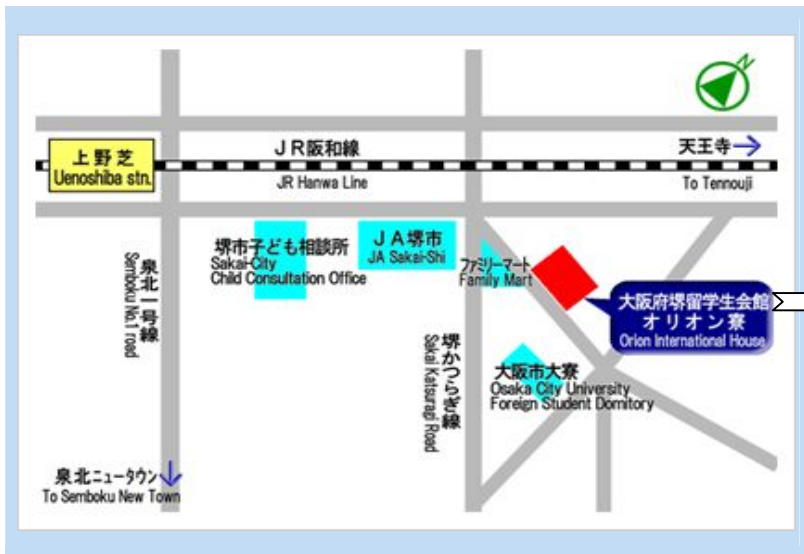 N
上野芝
Uenoshiba stn.
JR阪和線
JR Hanwa Line
天王寺→
To Tennouji
堺市子ども相談所
Sakai-City
Child Consultation Office
JA堺市
JA Sakai-Shi
ファミリーマート
Family Mart
大阪府堺留学生会館
オリオン寮
Orion International House
泉北一号線
Semboku No.1 road
堺かつらぎ線
Sakai Katsuragi Road
大阪市大寮
Osaka City University
Foreign Student Domitory
泉北ニュータウン↓
To Semboku New Town